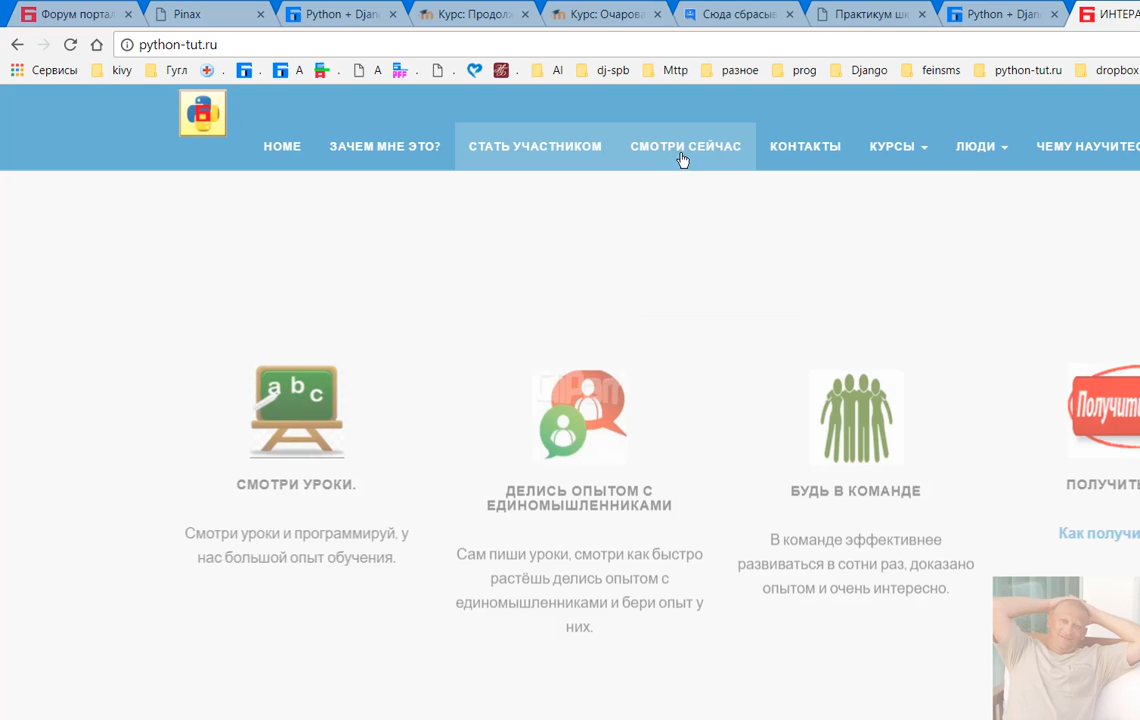 Форум портал
Pinax
Python + Djan
Курс: Продолж
Курс: Очарова
Сюда сбрасыв
Практикум шк
Python + Djan
ИНТЕРА
python-tut.ru
Сервисы
kivy
Гугл
.
.
A
.
A
.
.
.
AI
dj-spb
Mttp
разное
prog
Django
feinsms
python-tut.ru
dropbox
HOME
ЗАЧЕМ МНЕ ЭТО?
СТАТЬ УЧАСТНИКОМ
СМОТРИ СЕЙЧАС
КОНТАКТЫ
КУРСЫ
ЛЮДИ
ЧЕМУ НАУЧИТЕС
a b c
Получить
СМОТРИ УРОКИ.
Смотри уроки и программируй, у
нас большой опыт обучения.
ДЕЛИСЬ ОПЫТОМ С
ЕДИНОМЫШЛЕННИКАМИ
Сам пиши уроки, смотри как быстро
растёшь делись опытом с
единомышленниками и бери опыт у
них.
БУДЬ В КОМАНДЕ
В команде эффективнее
развиваться в сотни раз, доказано
опытом и очень интересно.
ПОЛУЧИТЬ
Как получи